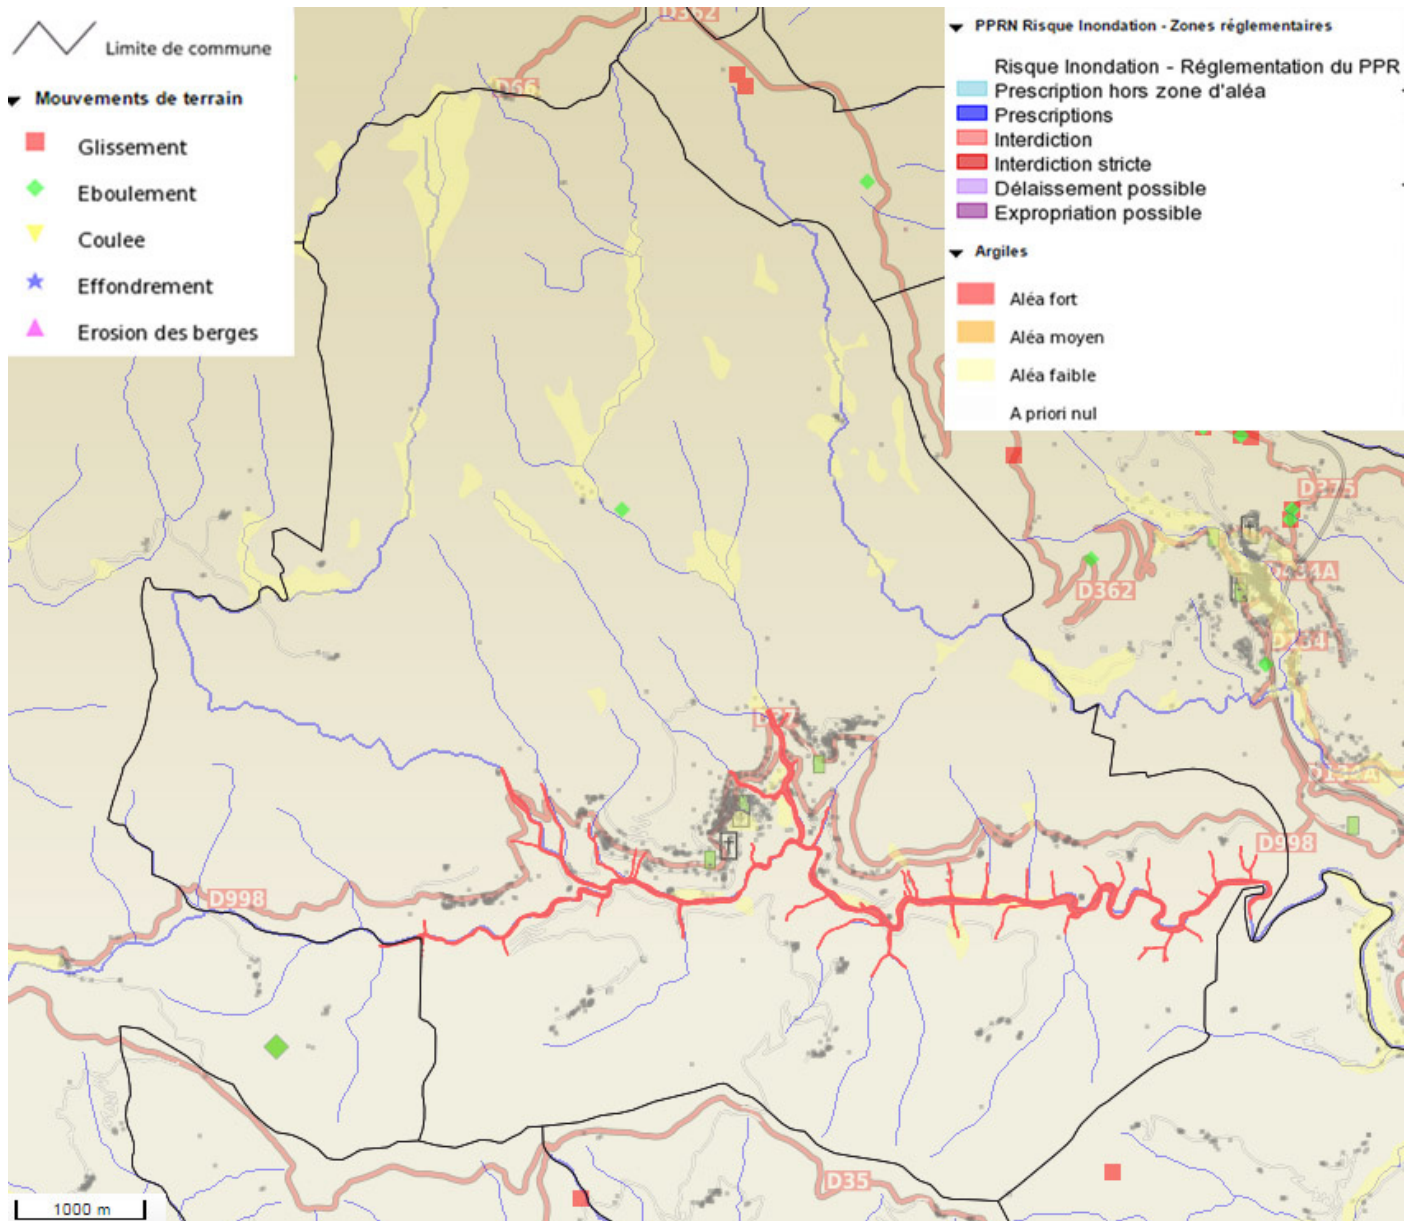 Limite de commune
Mouvements de terrain
Glissement
Eboulement
Coulee
Effondrement
Erosion des berges
PPRN Risque Inondation - Zones réglementaires
Risque Inondation - Réglementation du PPR
Prescription hors zone d'aléa
Prescriptions
Interdiction
Interdiction stricte
Délaissement possible
Expropriation possible
Argiles
Aléa fort
Aléa moyen
Aléa faible
A priori nul
D362
D66
D375
D362
D998
D998
D35
1000 m